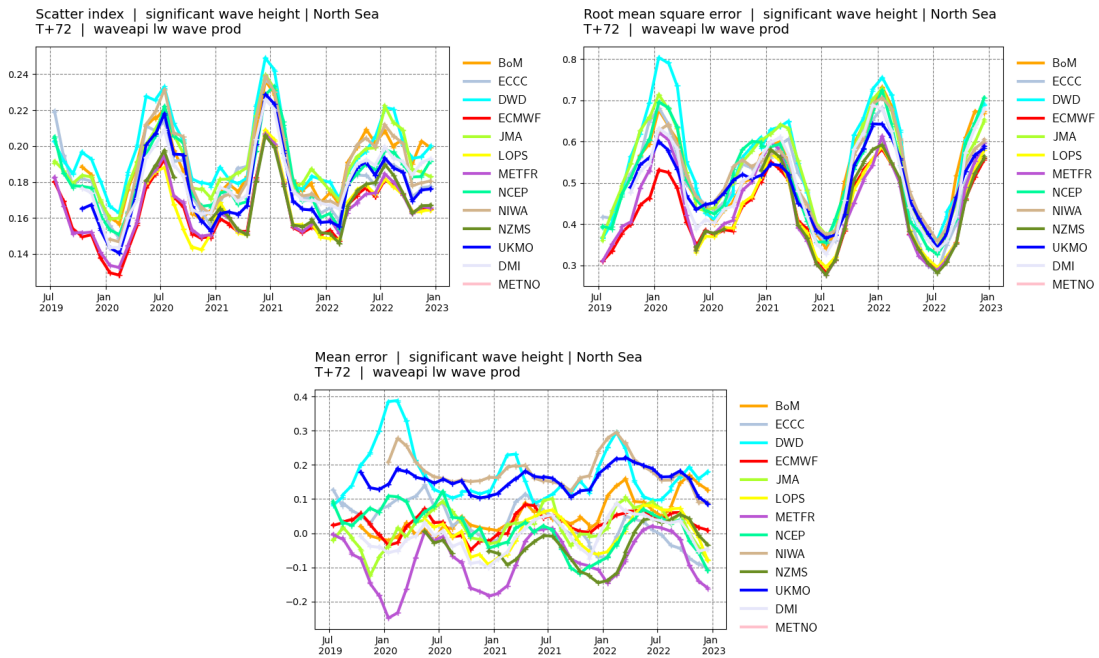 Scatter index  |  significant wave height | North Sea
T+72  |  waveapi lw wave prod
0.24
0.22
0.20
0.18
0.16
0.14
Jul
2019
Jan
2020
Jul
2020
Jan
2021
Jul
2021
Jan
2022
Jul
2022
Jan
2023
BoM
ECCC
DWD
ECMWF
JMA
LOPS
METFR
NCEP
NIWA
NZMS
UKMO
DMI
METNO
Root mean square error  |  significant wave height | North Sea
T+72  |  waveapi lw wave prod
0.8
0.7
0.6
0.5
0.4
0.3
Jul
2019
Jan
2020
Jul
2020
Jan
2021
Jul
2021
Jan
2022
Jul
2022
Jan
2023
BoM
ECCC
DWD
ECMWF
JMA
LOPS
METFR
NCEP
NIWA
NZMS
UKMO
DMI
METNO
Mean error  |  significant wave height | North Sea
T+72  |  waveapi lw wave prod
0.4
0.3
0.2
0.1
0.0
−0.1
−0.2
Jul
2019
Jan
2020
Jul
2020
Jan
2021
Jul
2021
Jan
2022
Jul
2022
Jan
2023
BoM
ECCC
DWD
ECMWF
JMA
LOPS
METFR
NCEP
NIWA
NZMS
UKMO
DMI
METNO